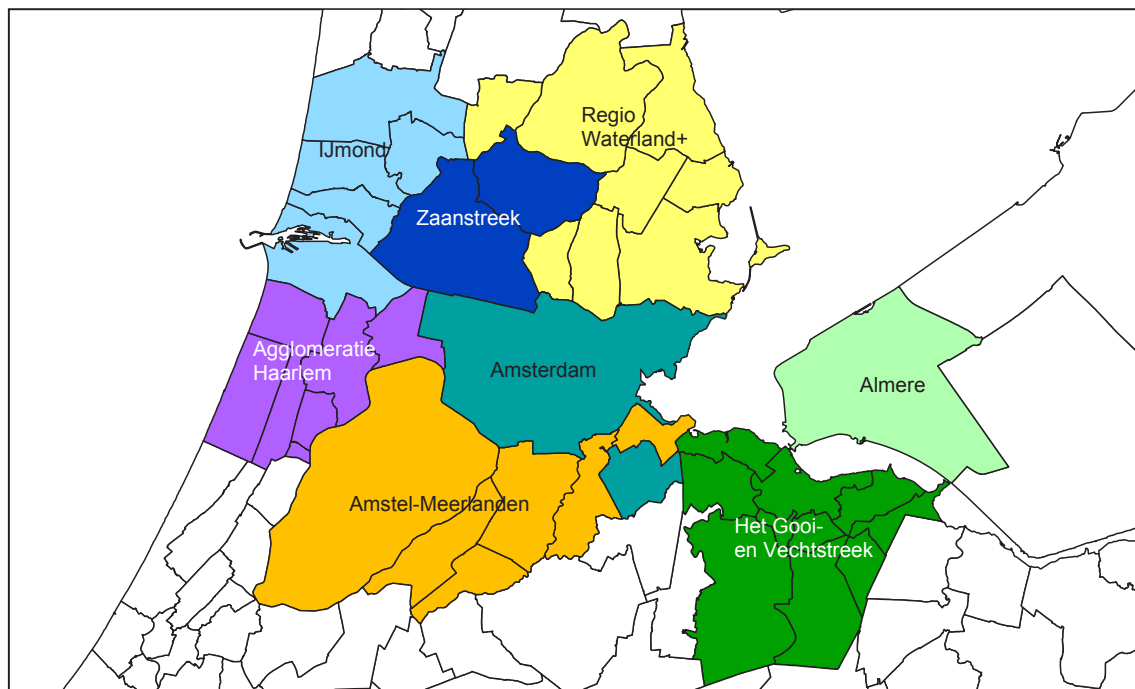 Regio
Waterland+
IJmond
Zaanstreek
Agglomeratie
Haarlem
Amsterdam
Almere
Amstel-Meerlanden
Het Gooi-
en Vechtstreek